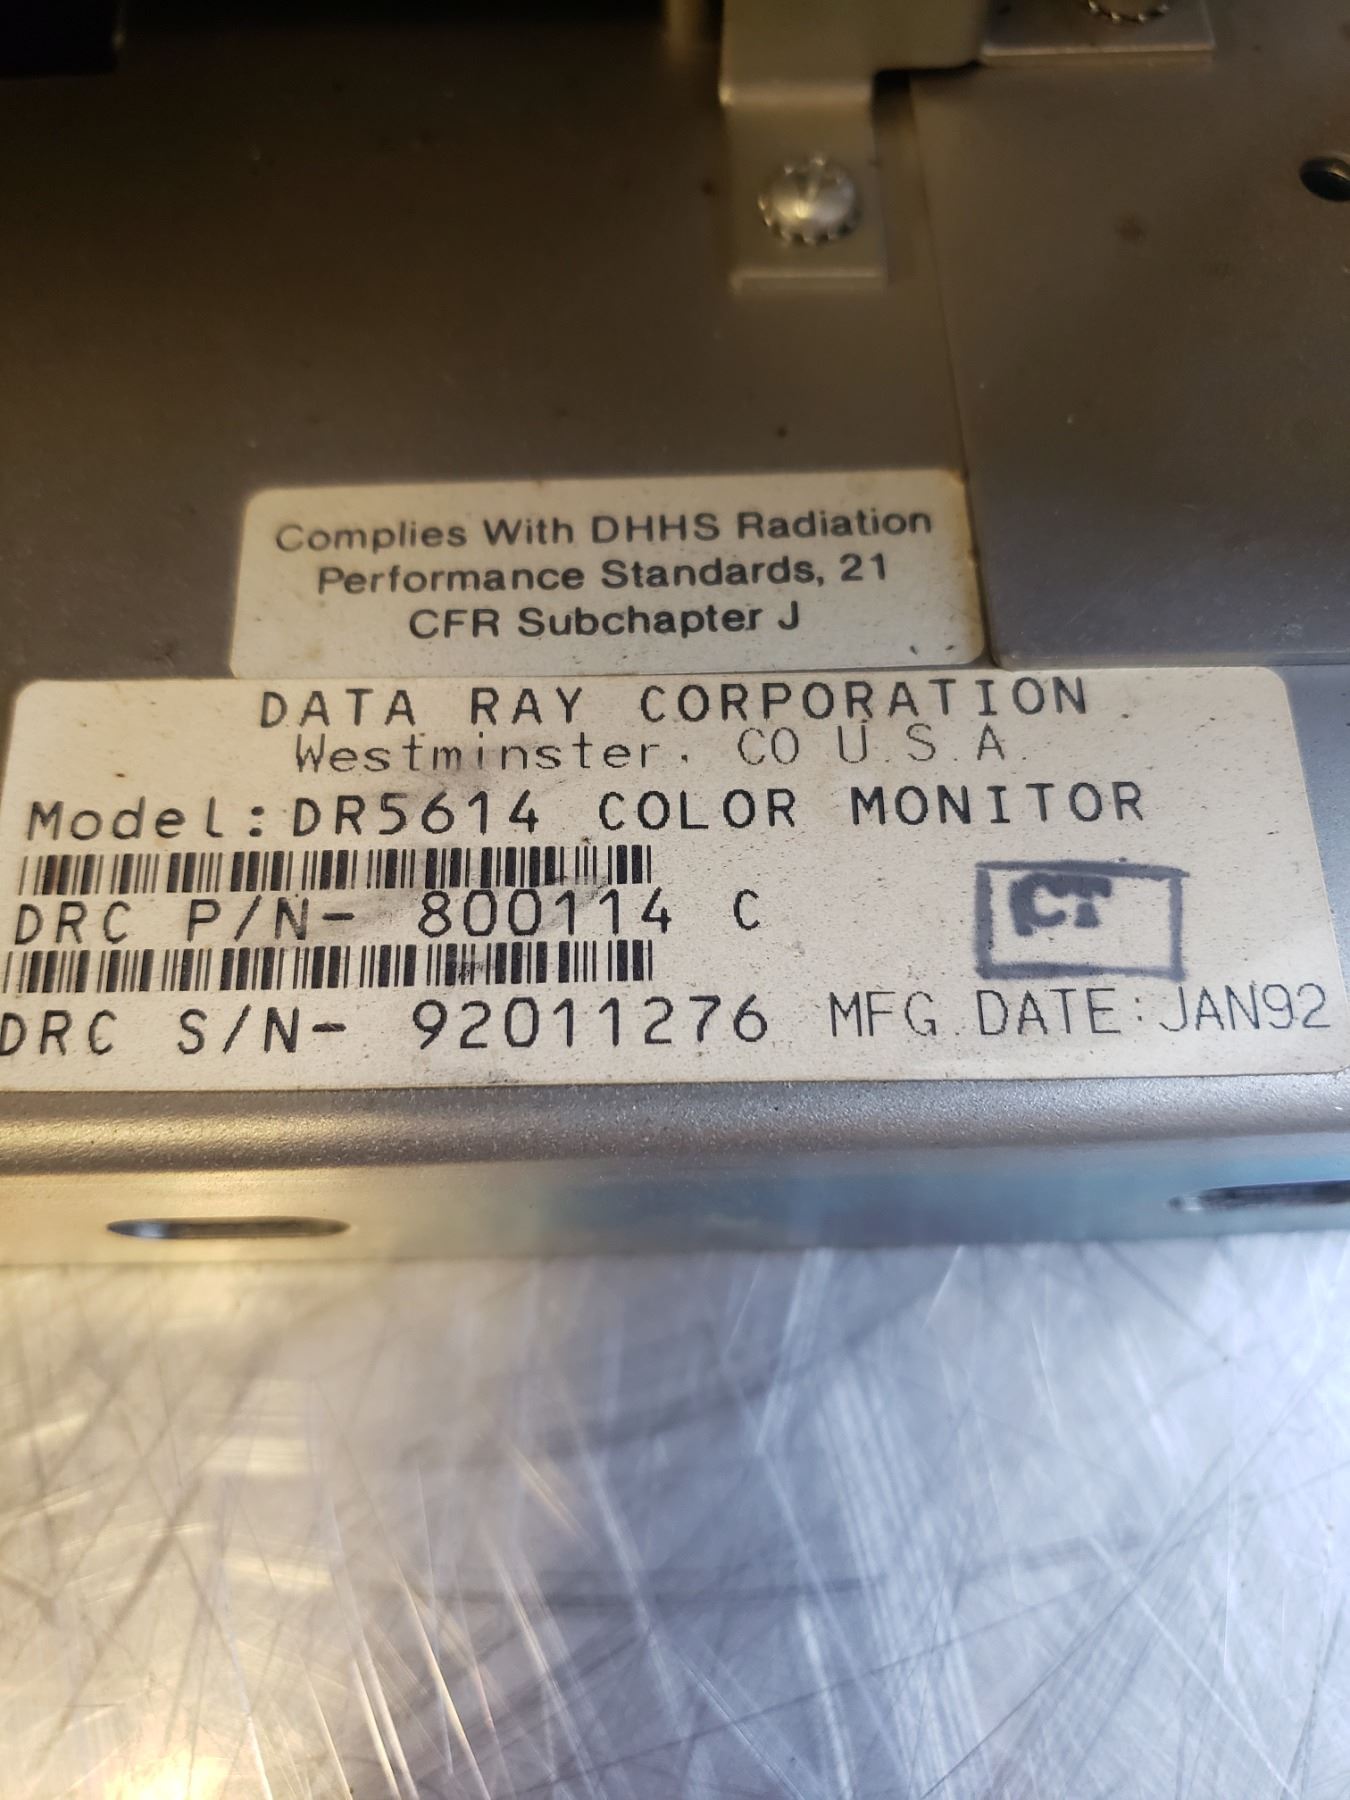 Complies With DHHS Radiation
Performance Standards, 21
CFR Subchapter J
DATA RAY CORPORATION
Westminster, CO U.S.A.
Model:DR5614 COLOR MONITOR
DRC P/N- 800114 C
CT
DRC S/N- 92011276 MFG.DATE:JAN92